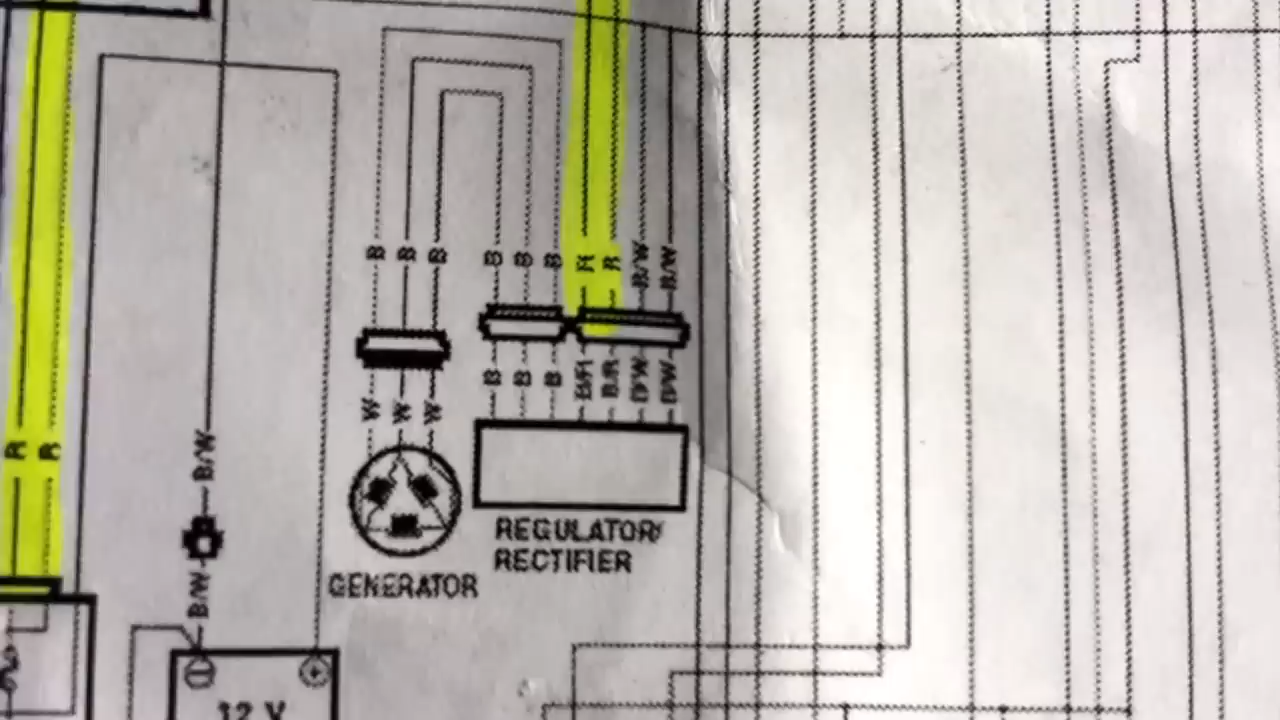 B B B B B B R R B/W B/W
B B B B/R B/R B/W B/W
W W W
R R B/W
REGULATOR/
RECTIFIER
GENERATOR
B/W
12 V